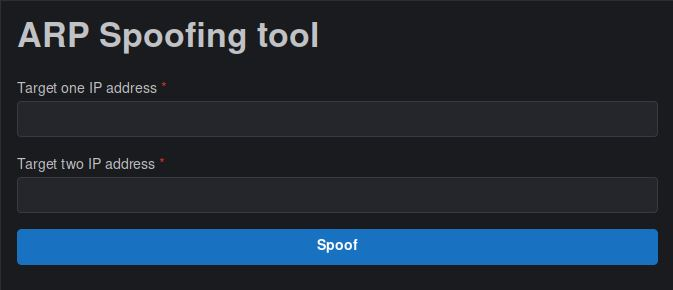 ARP Spoofing tool
Target one IP address *
Target two IP address *
Spoof